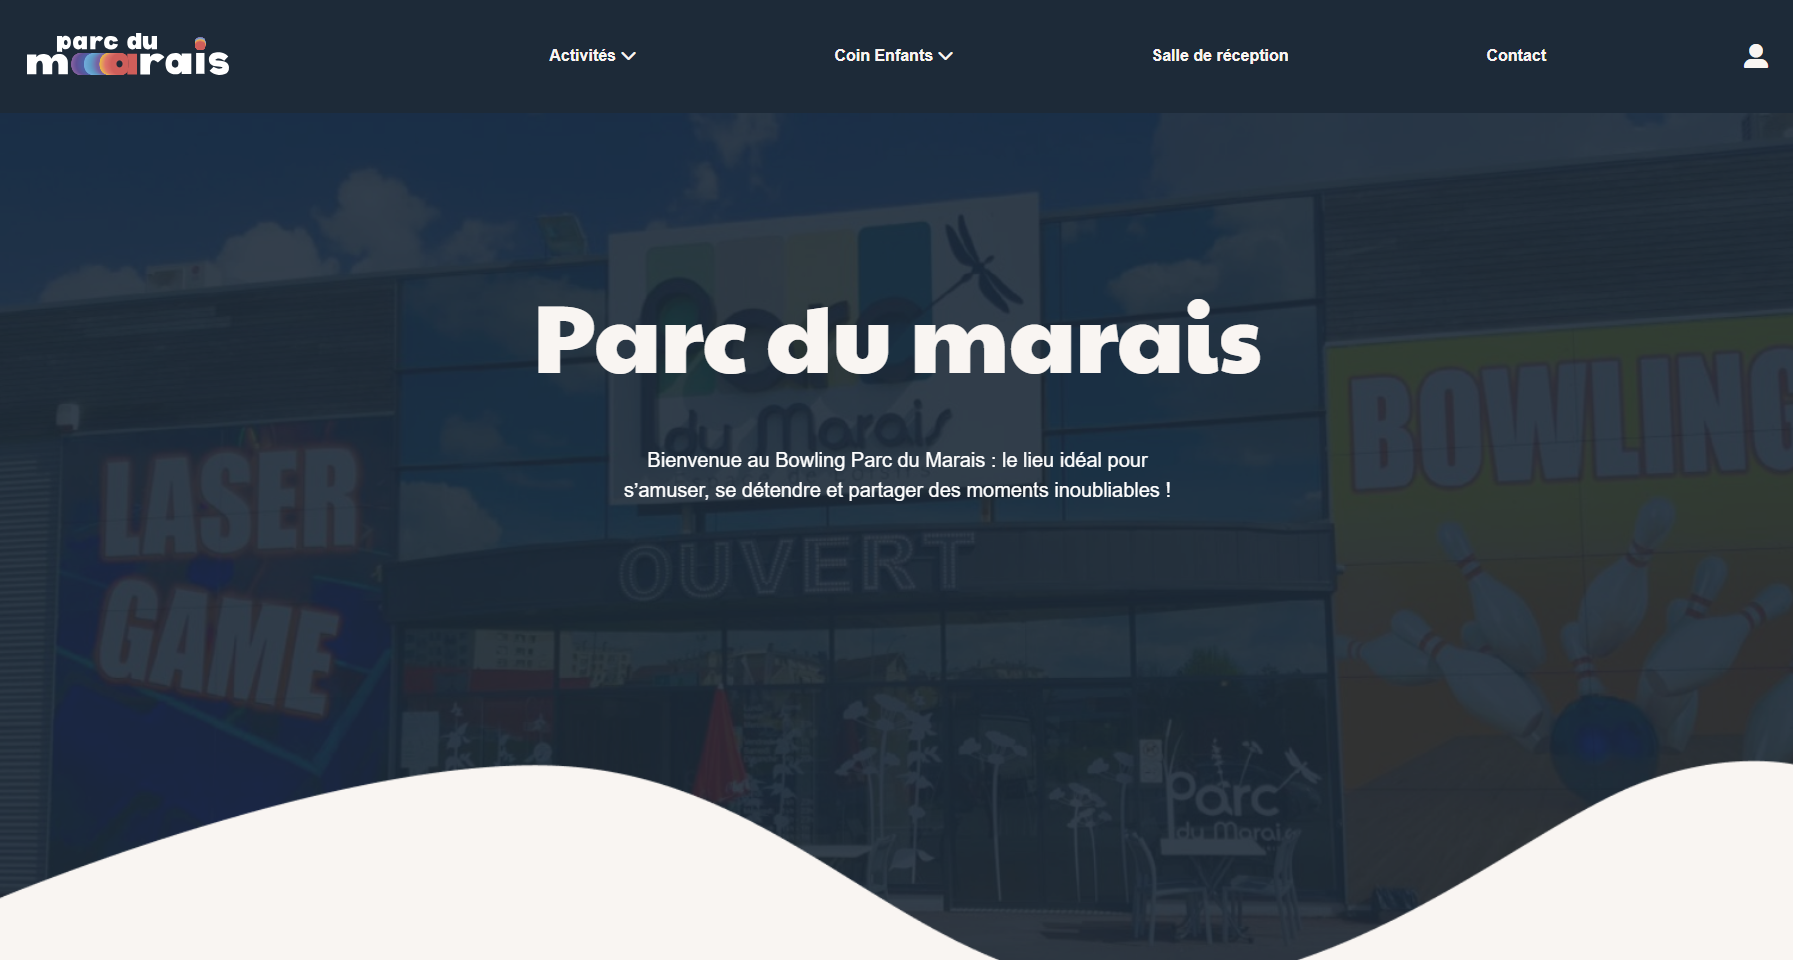 parc du
marais
Activités
Coin Enfants
Salle de réception
Contact
Parc du marais
Parc
du Marais
Bienvenue au Bowling Parc du Marais : le lieu idéal pour
s’amuser, se détendre et partager des moments inoubliables !
LASER
GAME
BOWLING
OUVERT
Parc
du Marais